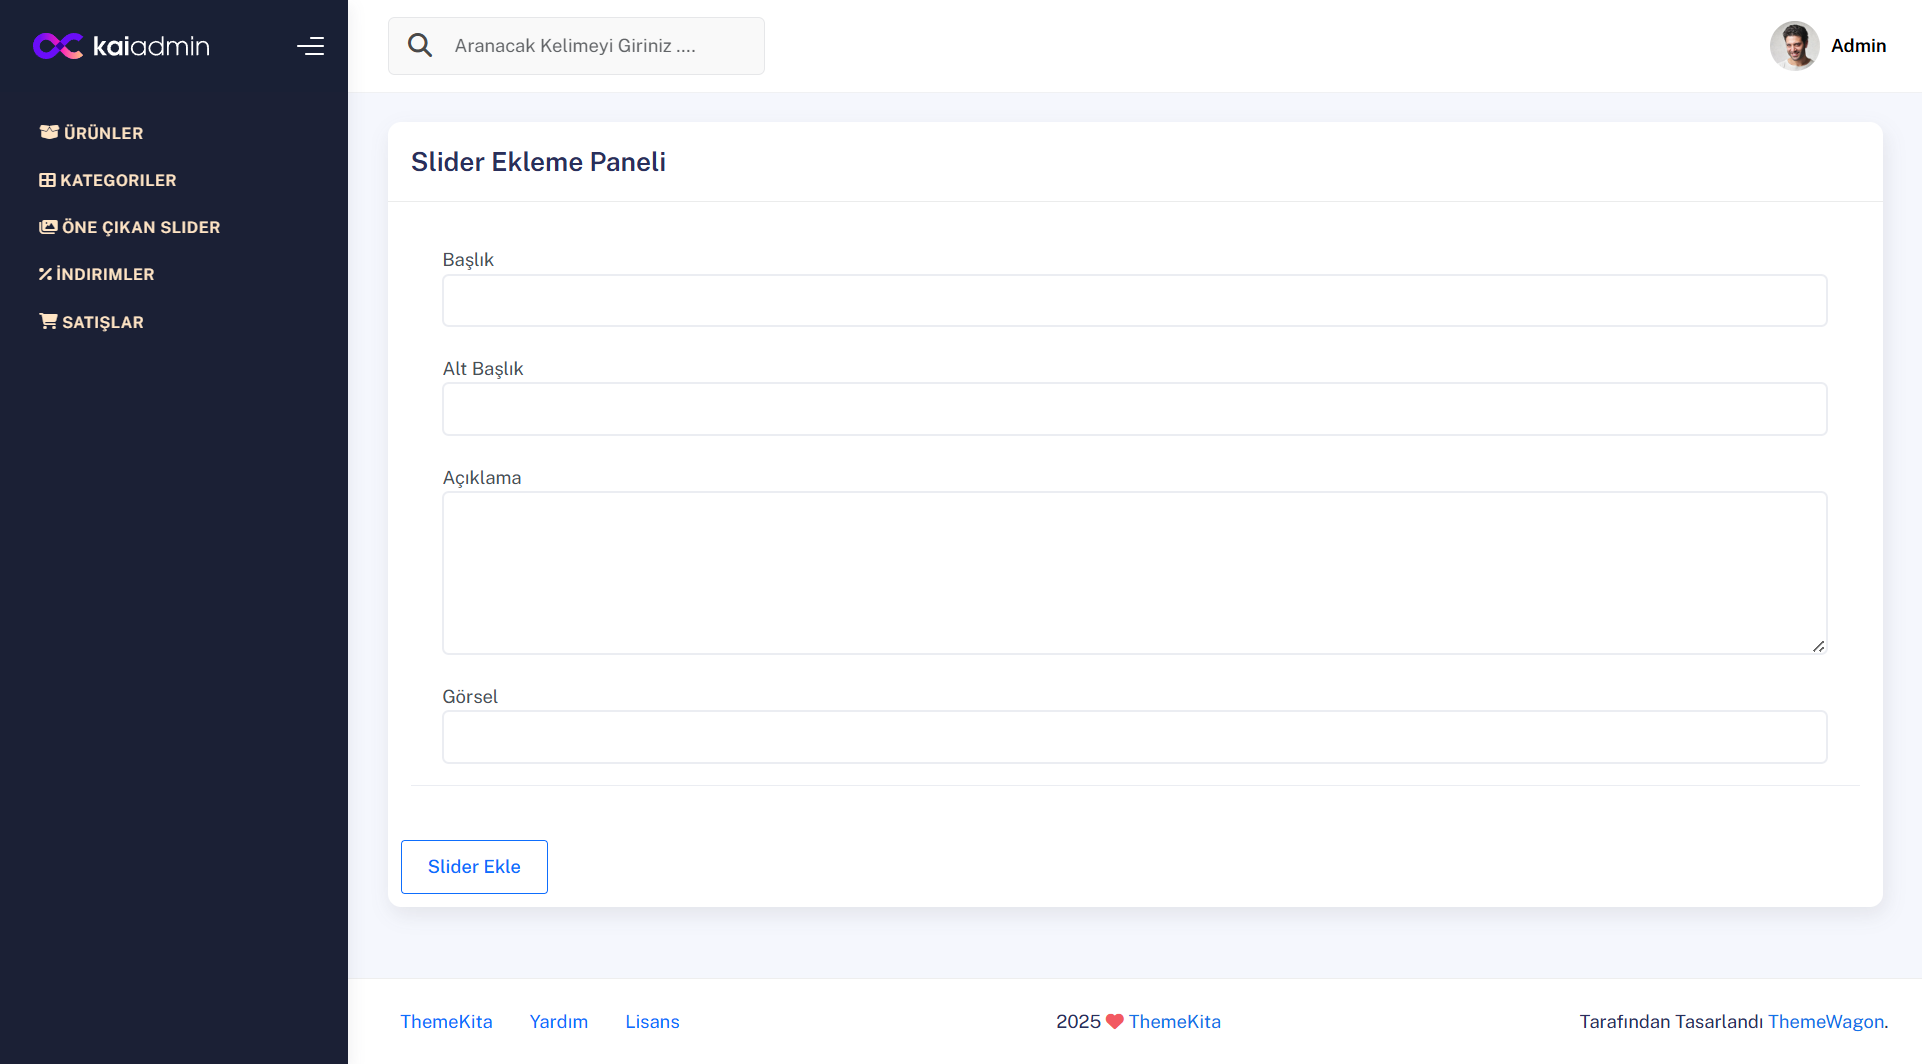 kaiadmin
Aranacak Kelimeyi Giriniz ....
Admin
ÜRÜNLER
KATEGORILER
ÖNE ÇIKAN SLIDER
İNDIRIMLER
SATIŞLAR
Slider Ekleme Paneli
Başlık
Alt Başlık
Açıklama
Görsel
Slider Ekle
ThemeKita Yardım Lisans
2025 ThemeKita
Tarafından Tasarlandı ThemeWagon.